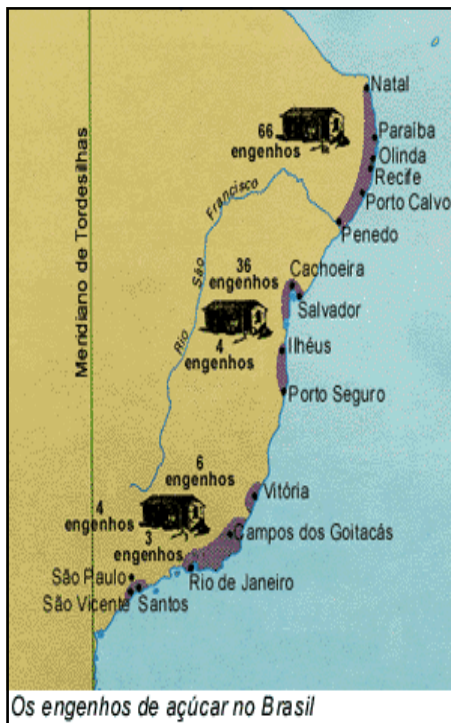 Natal
66
engenhos
Paraíba
Olinda
Recife
Porto Calvo
Penedo
Meridiano de Tordesilhas
Rio São Francisco
36
engenhos
Cachoeira
Salvador
4
engenhos
Ilhéus
Porto Seguro
6
engenhos
Vitória
4
engenhos
3
engenhos
Campos dos Goitacás
São Paulo
Rio de Janeiro
São Vicente
Santos
Os engenhos de açúcar no Brasil